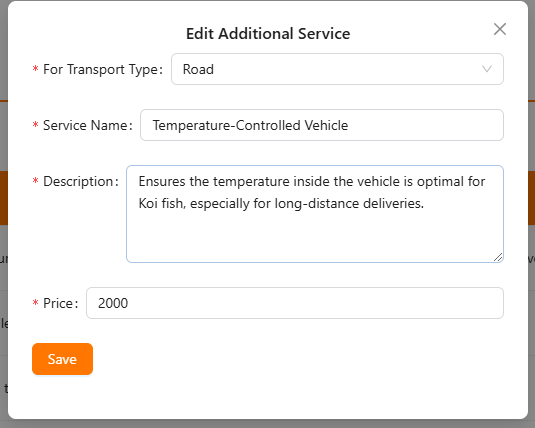 Edit Additional Service
* For Transport Type: Road
* Service Name: Temperature-Controlled Vehicle
* Description: Ensures the temperature inside the vehicle is optimal for
Koi fish, especially for long-distance deliveries.
* Price: 2000
Save